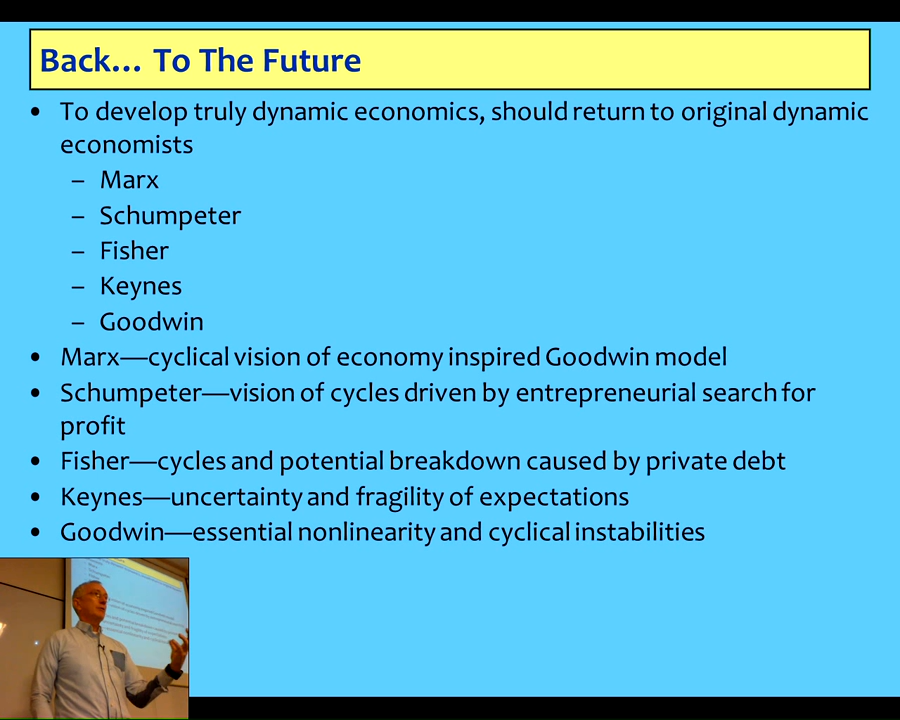 Back... To The Future
• To develop truly dynamic economics, should return to original dynamic
economists
– Marx
– Schumpeter
– Fisher
– Keynes
– Goodwin
• Marx—cyclical vision of economy inspired Goodwin model
• Schumpeter—vision of cycles driven by entrepreneurial search for
profit
• Fisher—cycles and potential breakdown caused by private debt
• Keynes—uncertainty and fragility of expectations
• Goodwin—essential nonlinearity and cyclical instabilities